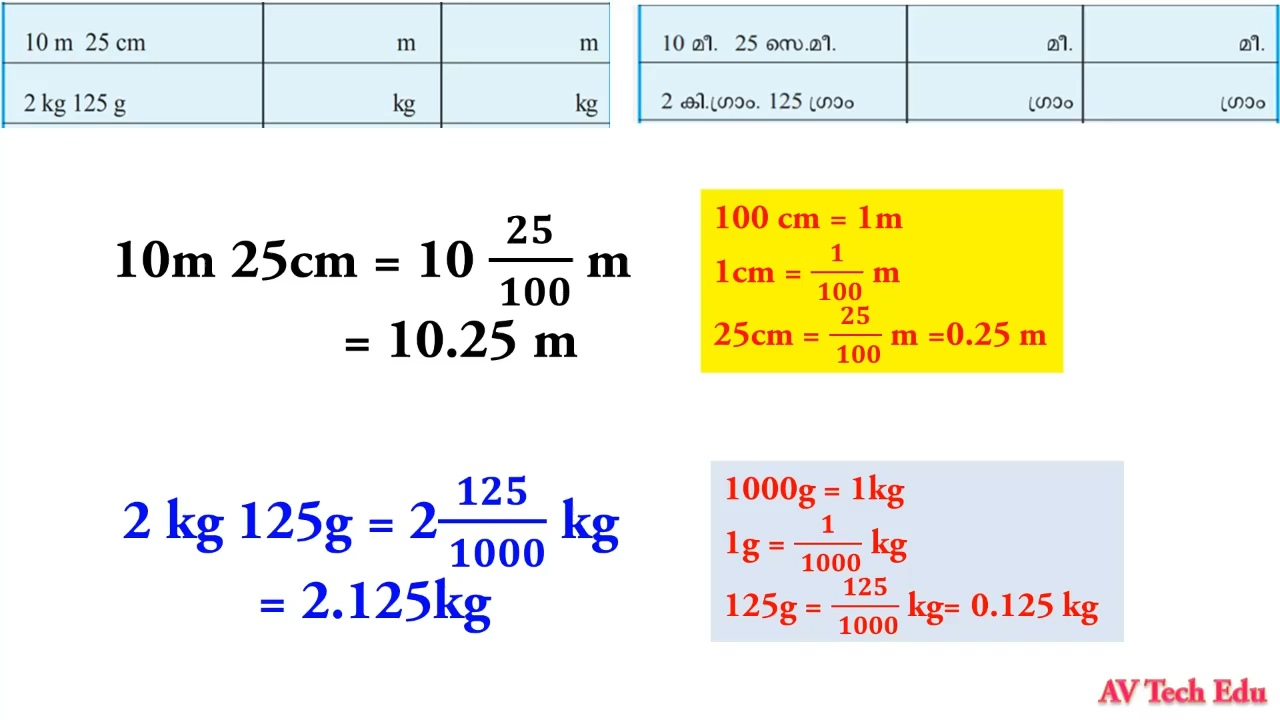 10 m 25 cm m m
2 kg 125 g kg kg
10 മീ. 25 സെ.മീ. മീ. മീ.
2 കി.ഗ്രാം. 125 ഗ്രാം ഗ്രാം ഗ്രാം
10m 25cm = 10 25/100 m
= 10.25 m
100 cm = 1m
1cm = 1/100 m
25cm = 25/100 m =0.25 m
2 kg 125g = 2 125/1000 kg
= 2.125kg
1000g = 1kg
1g = 1/1000 kg
125g = 125/1000 kg= 0.125 kg
AV Tech Edu